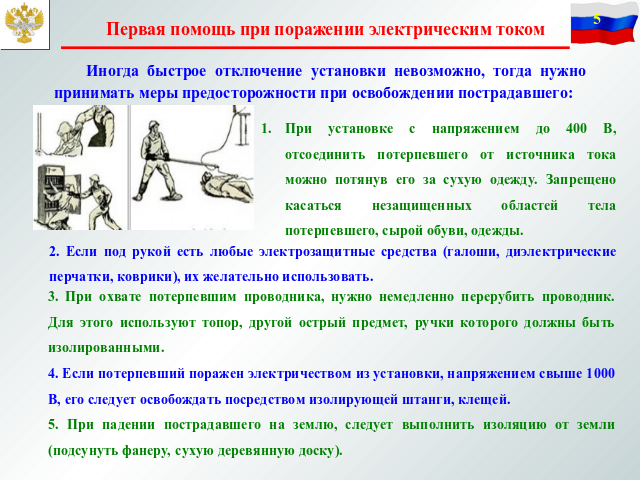 Первая помощь при поражении электрическим током
5
Иногда быстрое отключение установки невозможно, тогда нужно
принимать меры предосторожности при освобождении пострадавшего:
1. При установке с напряжением до 400 В,
отсоединить потерпевшего от источника тока
можно потянув его за сухую одежду. Запрещено
касаться незащищенных областей тела
потерпевшего, сырой обуви, одежды.
2. Если под рукой есть любые электрозащитные средства (галоши, диэлектрические
перчатки, коврики), их желательно использовать.
3. При охвате потерпевшим проводника, нужно немедленно перерубить проводник.
Для этого используют топор, другой острый предмет, ручки которого должны быть
изолированными.
4. Если потерпевший поражен электричеством из установки, напряжением свыше 1000
В, его следует освобождать посредством изолирующей штанги, клещей.
5. При падении пострадавшего на землю, следует выполнить изоляцию от земли
(подсунуть фанеру, сухую деревянную доску).